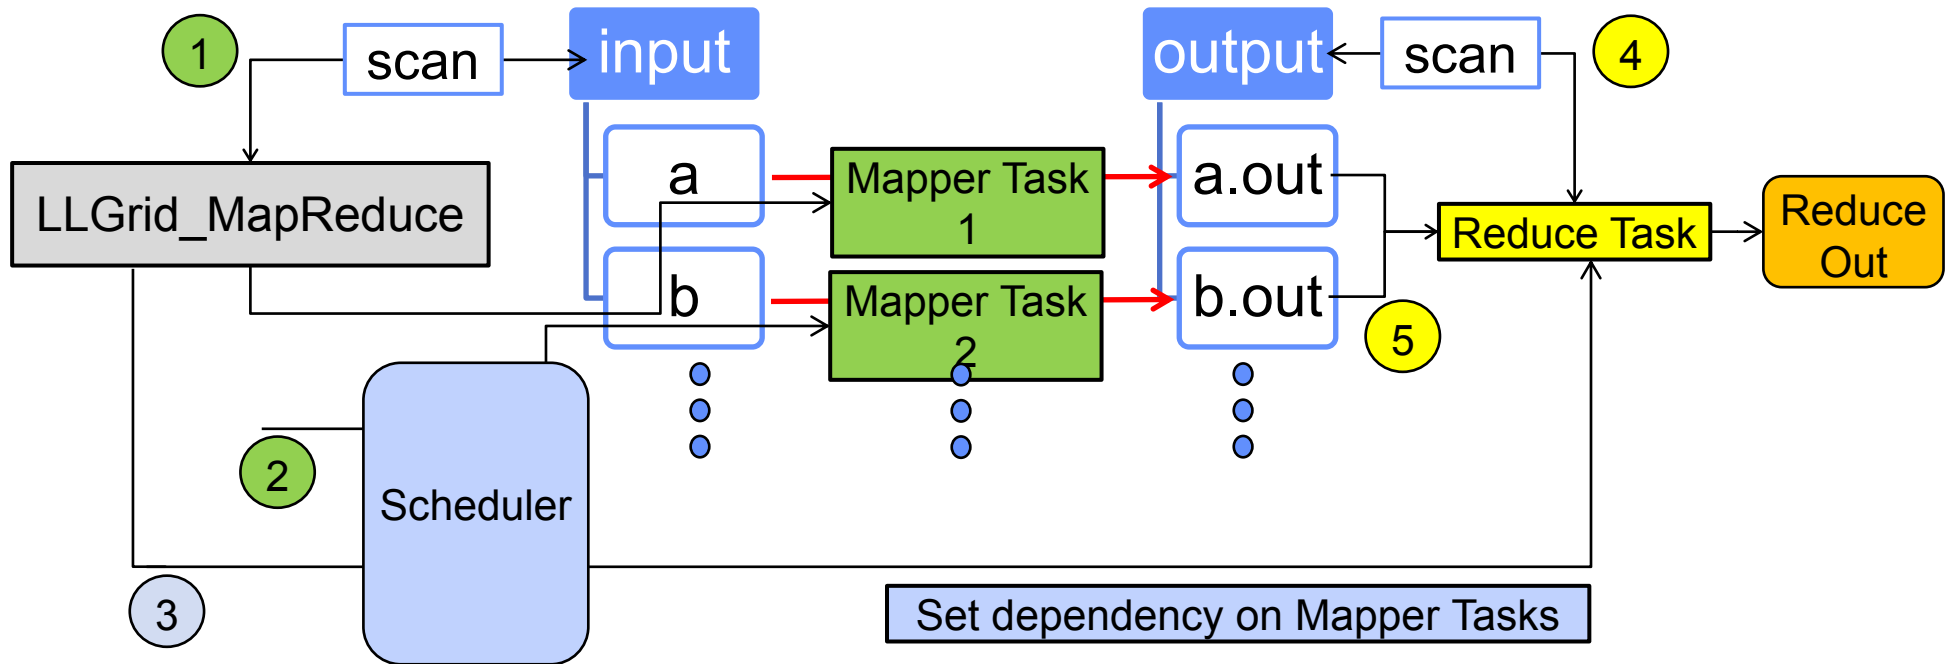 1
scan
input
output
scan
4
LLGrid_MapReduce
a
Mapper Task
1
a.out
Reduce Task
Reduce
Out
b
Mapper Task
2
b.out
5
2
Scheduler
3
Set dependency on Mapper Tasks